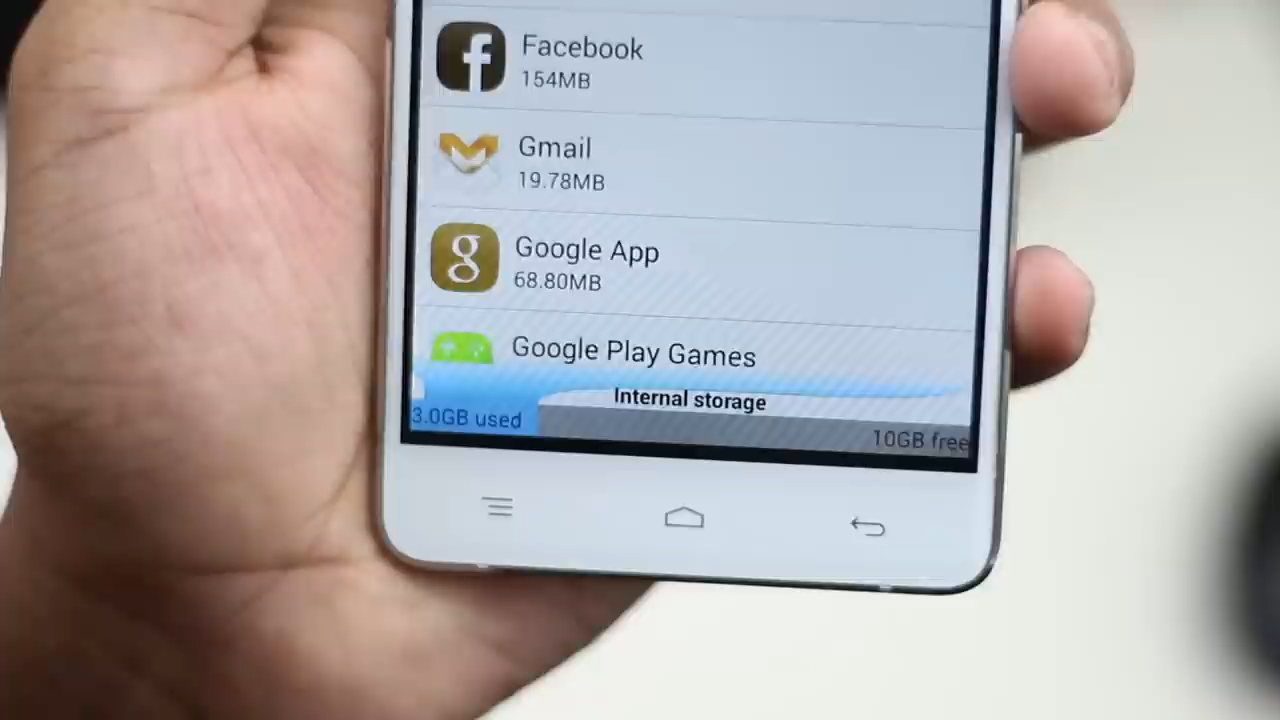 Facebook
154MB
Gmail
19.78MB
Google App
68.80MB
Google Play Games
Internal storage
3.0GB used
10GB free